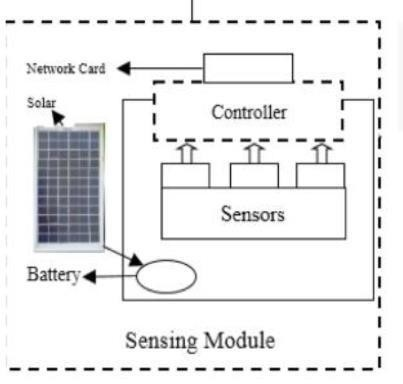 Network Card
Solar
Controller
Sensors
Battery
Sensing Module